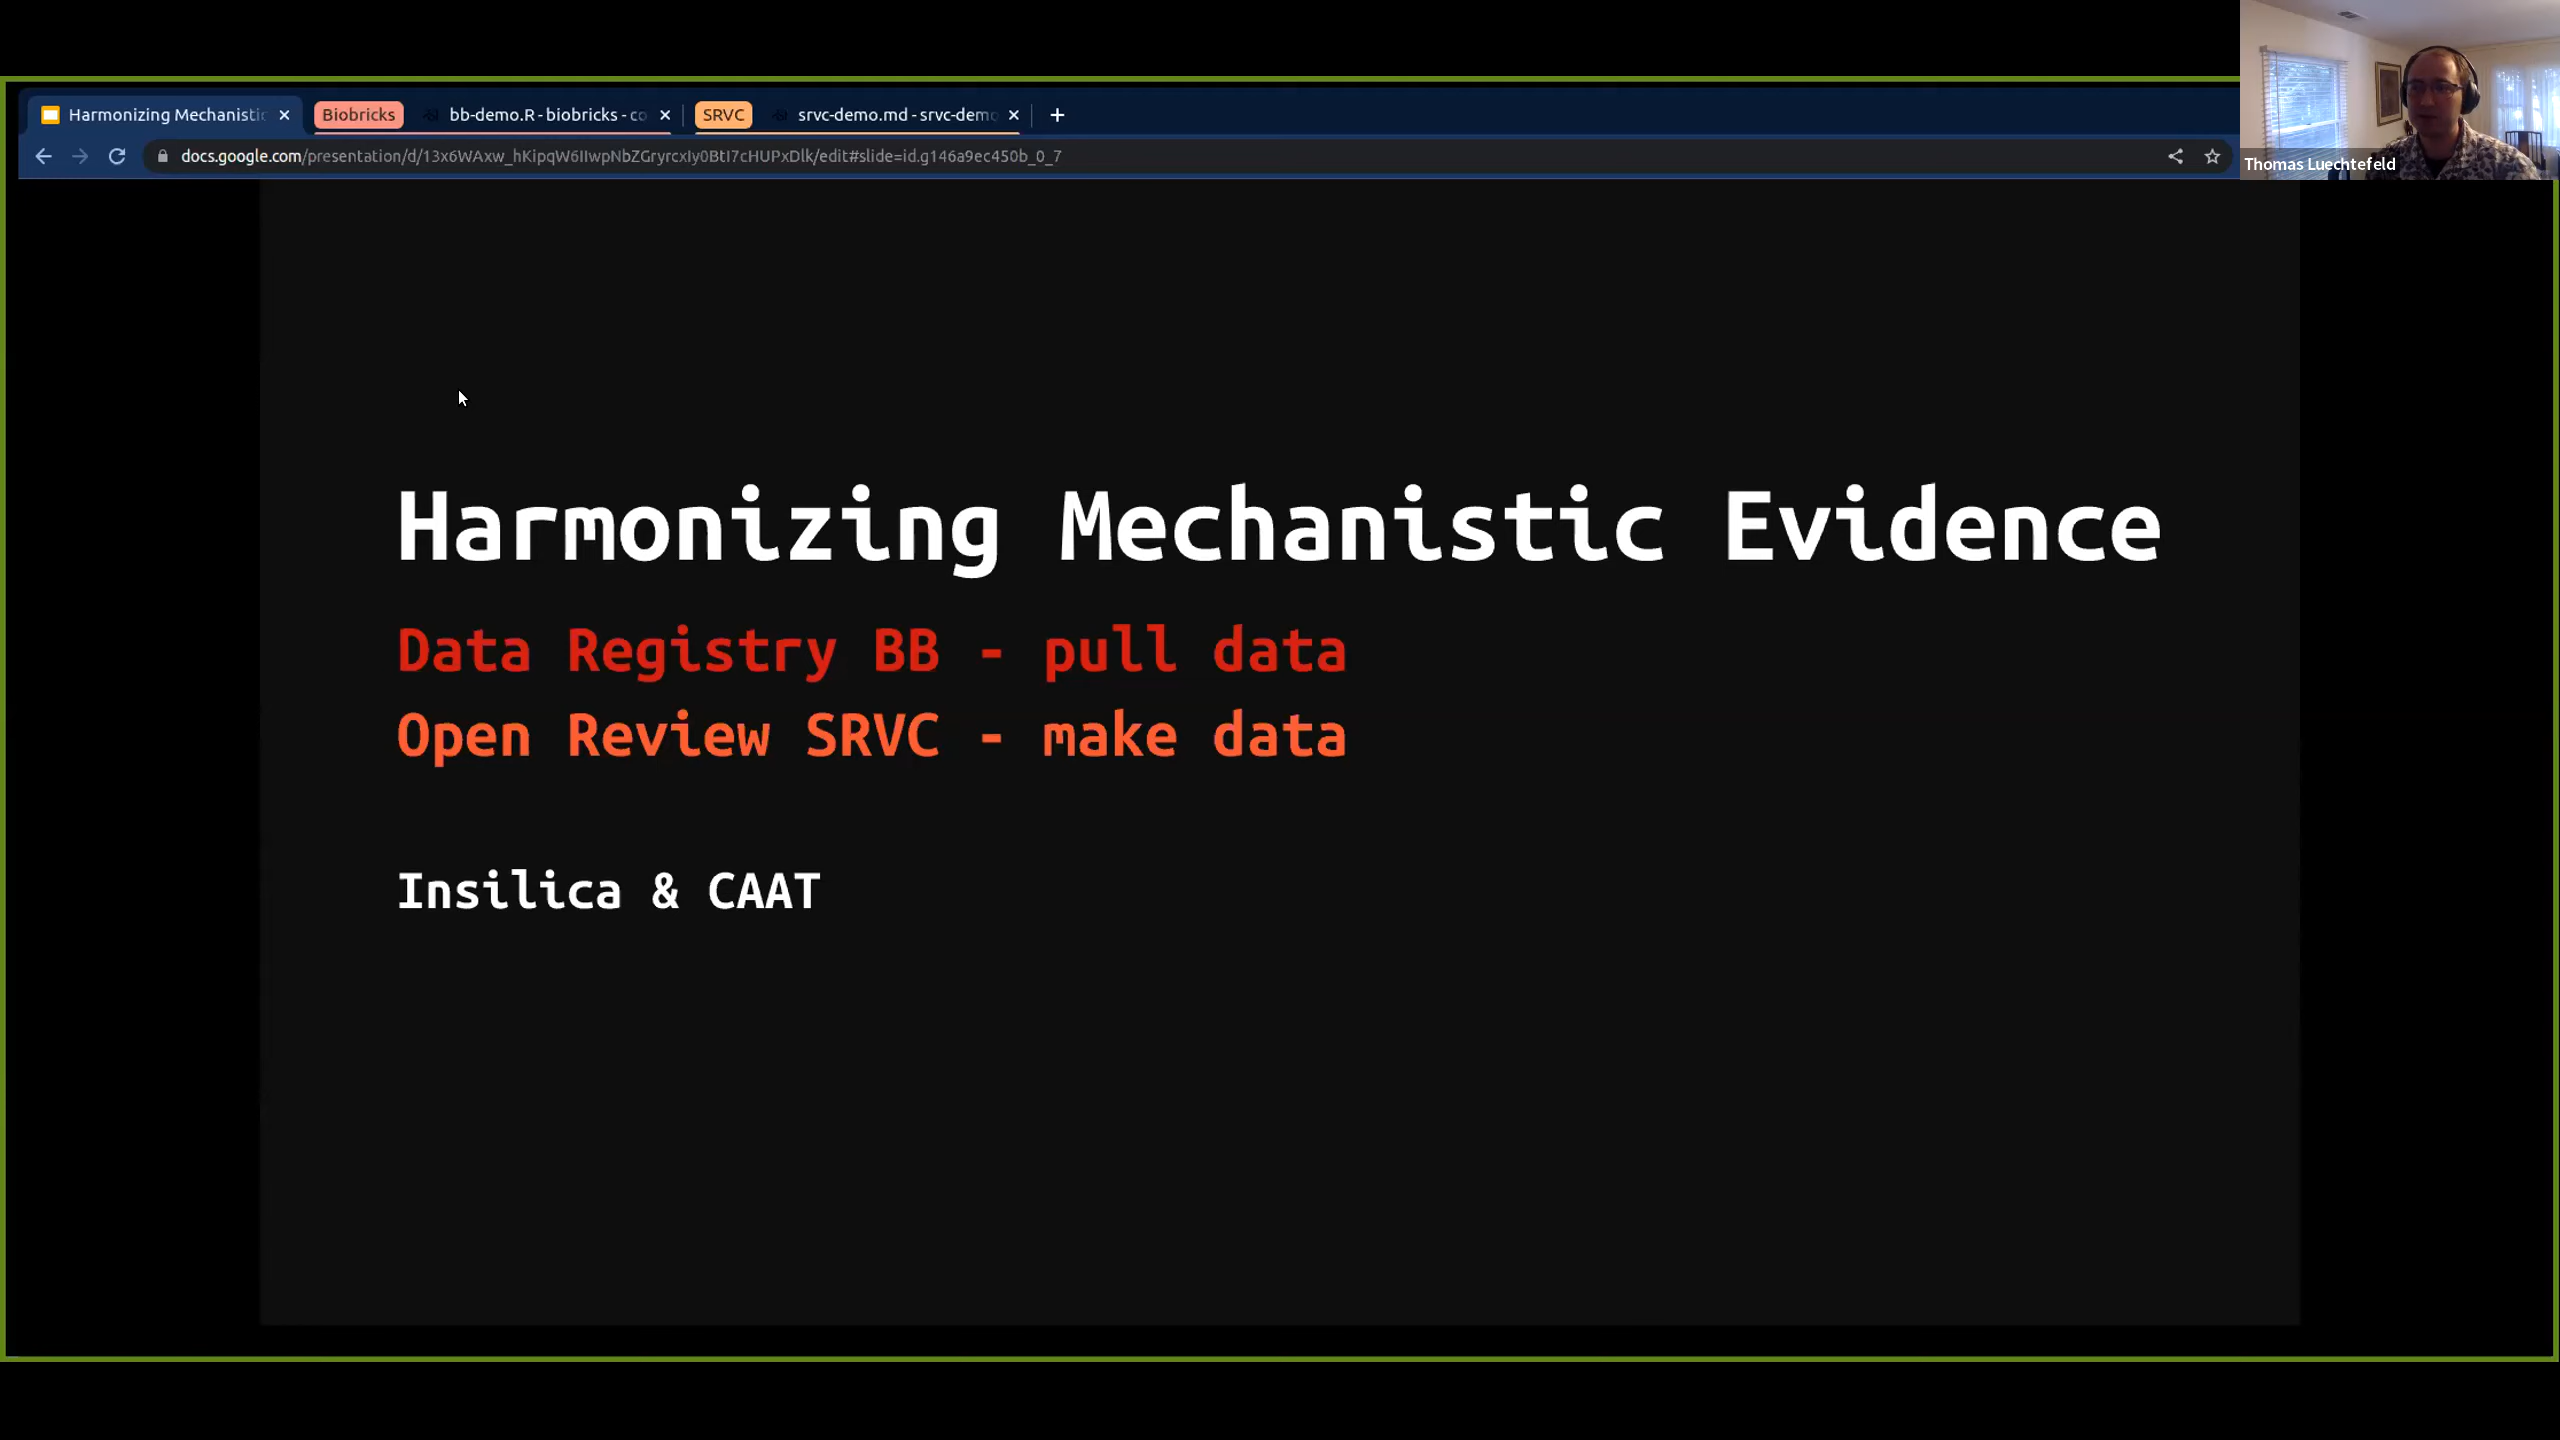 Harmonizing Mechanistic
Biobricks
bb-demo.R - biobricks - co
SRVC
srvc-demo.md - srvc-demo
docs.google.com/presentation/d/13x6WAxw_hKipqW6IIwpNbZGryrcxIy0BtI7cHUPxDlk/edit#slide=id.g146a9ec450b_0_7
Thomas Luechtefeld
Harmonizing Mechanistic Evidence
Data Registry BB - pull data
Open Review SRVC - make data
Insilica & CAAT